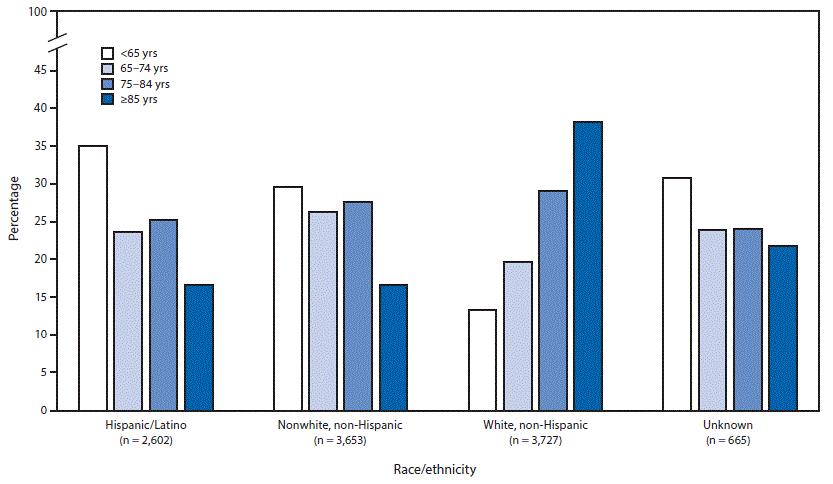 100
45
40
35
30
25
20
15
10
5
0
Percentage
<65 yrs
65–74 yrs
75–84 yrs
≥85 yrs
Hispanic/Latino
(n = 2,602)
Nonwhite, non-Hispanic
(n = 3,653)
White, non-Hispanic
(n = 3,727)
Unknown
(n = 665)
Race/ethnicity